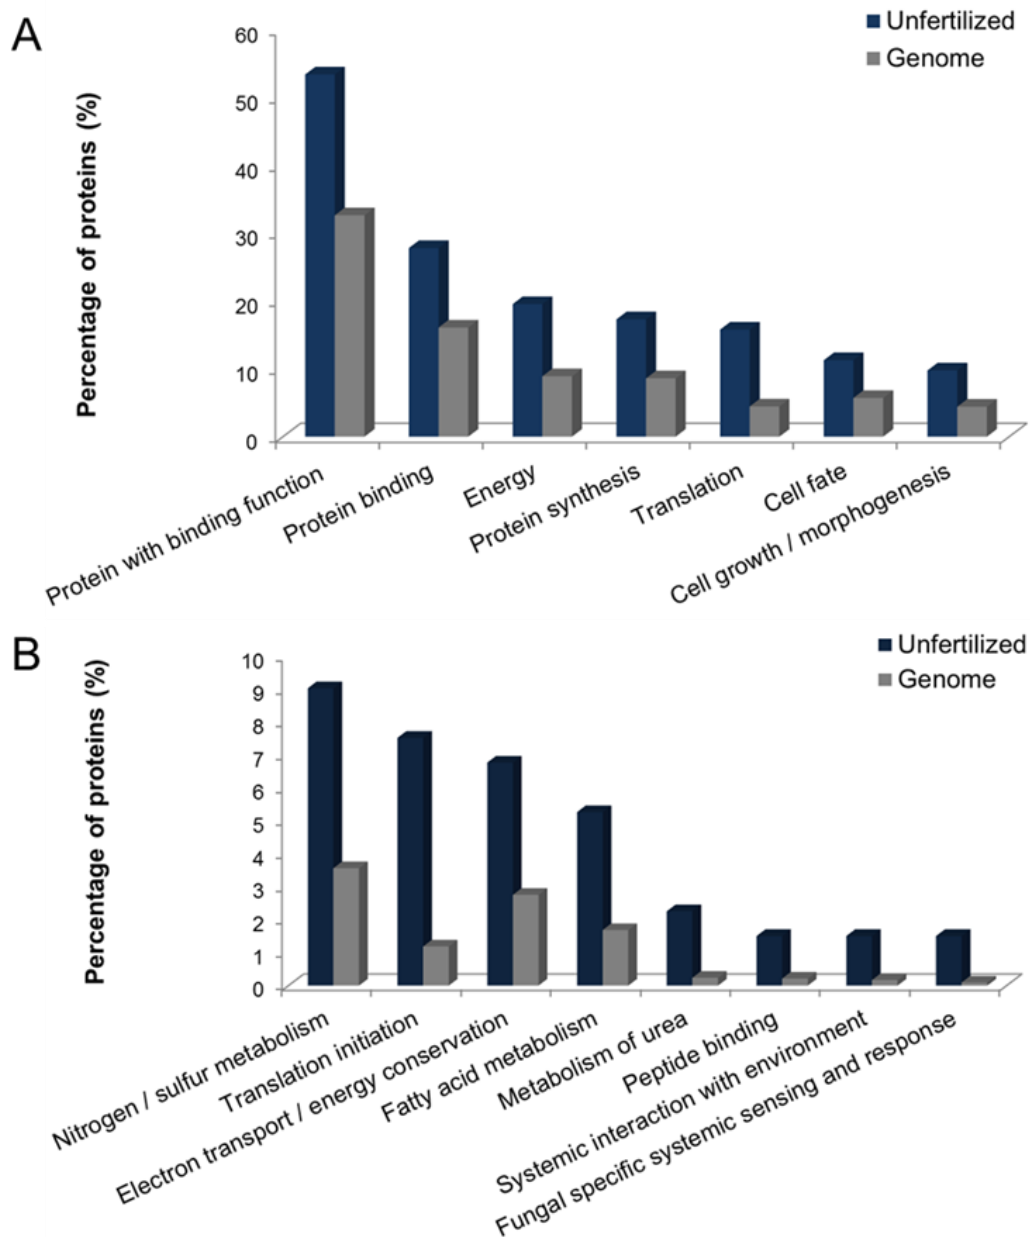 A
Unfertilized
Genome
Percentage of proteins (%)
60
50
40
30
20
10
0
Protein with binding function
Protein binding
Energy
Protein synthesis
Translation
Cell fate
Cell growth / morphogenesis
B
Unfertilized
Genome
Percentage of proteins (%)
10
9
8
7
6
5
4
3
2
1
0
Nitrogen / sulfur metabolism
Translation initiation
Electron transport / energy conservation
Fatty acid metabolism
Metabolism of urea
Peptide binding
Systemic interaction with environment
Fungal specific systemic sensing and response